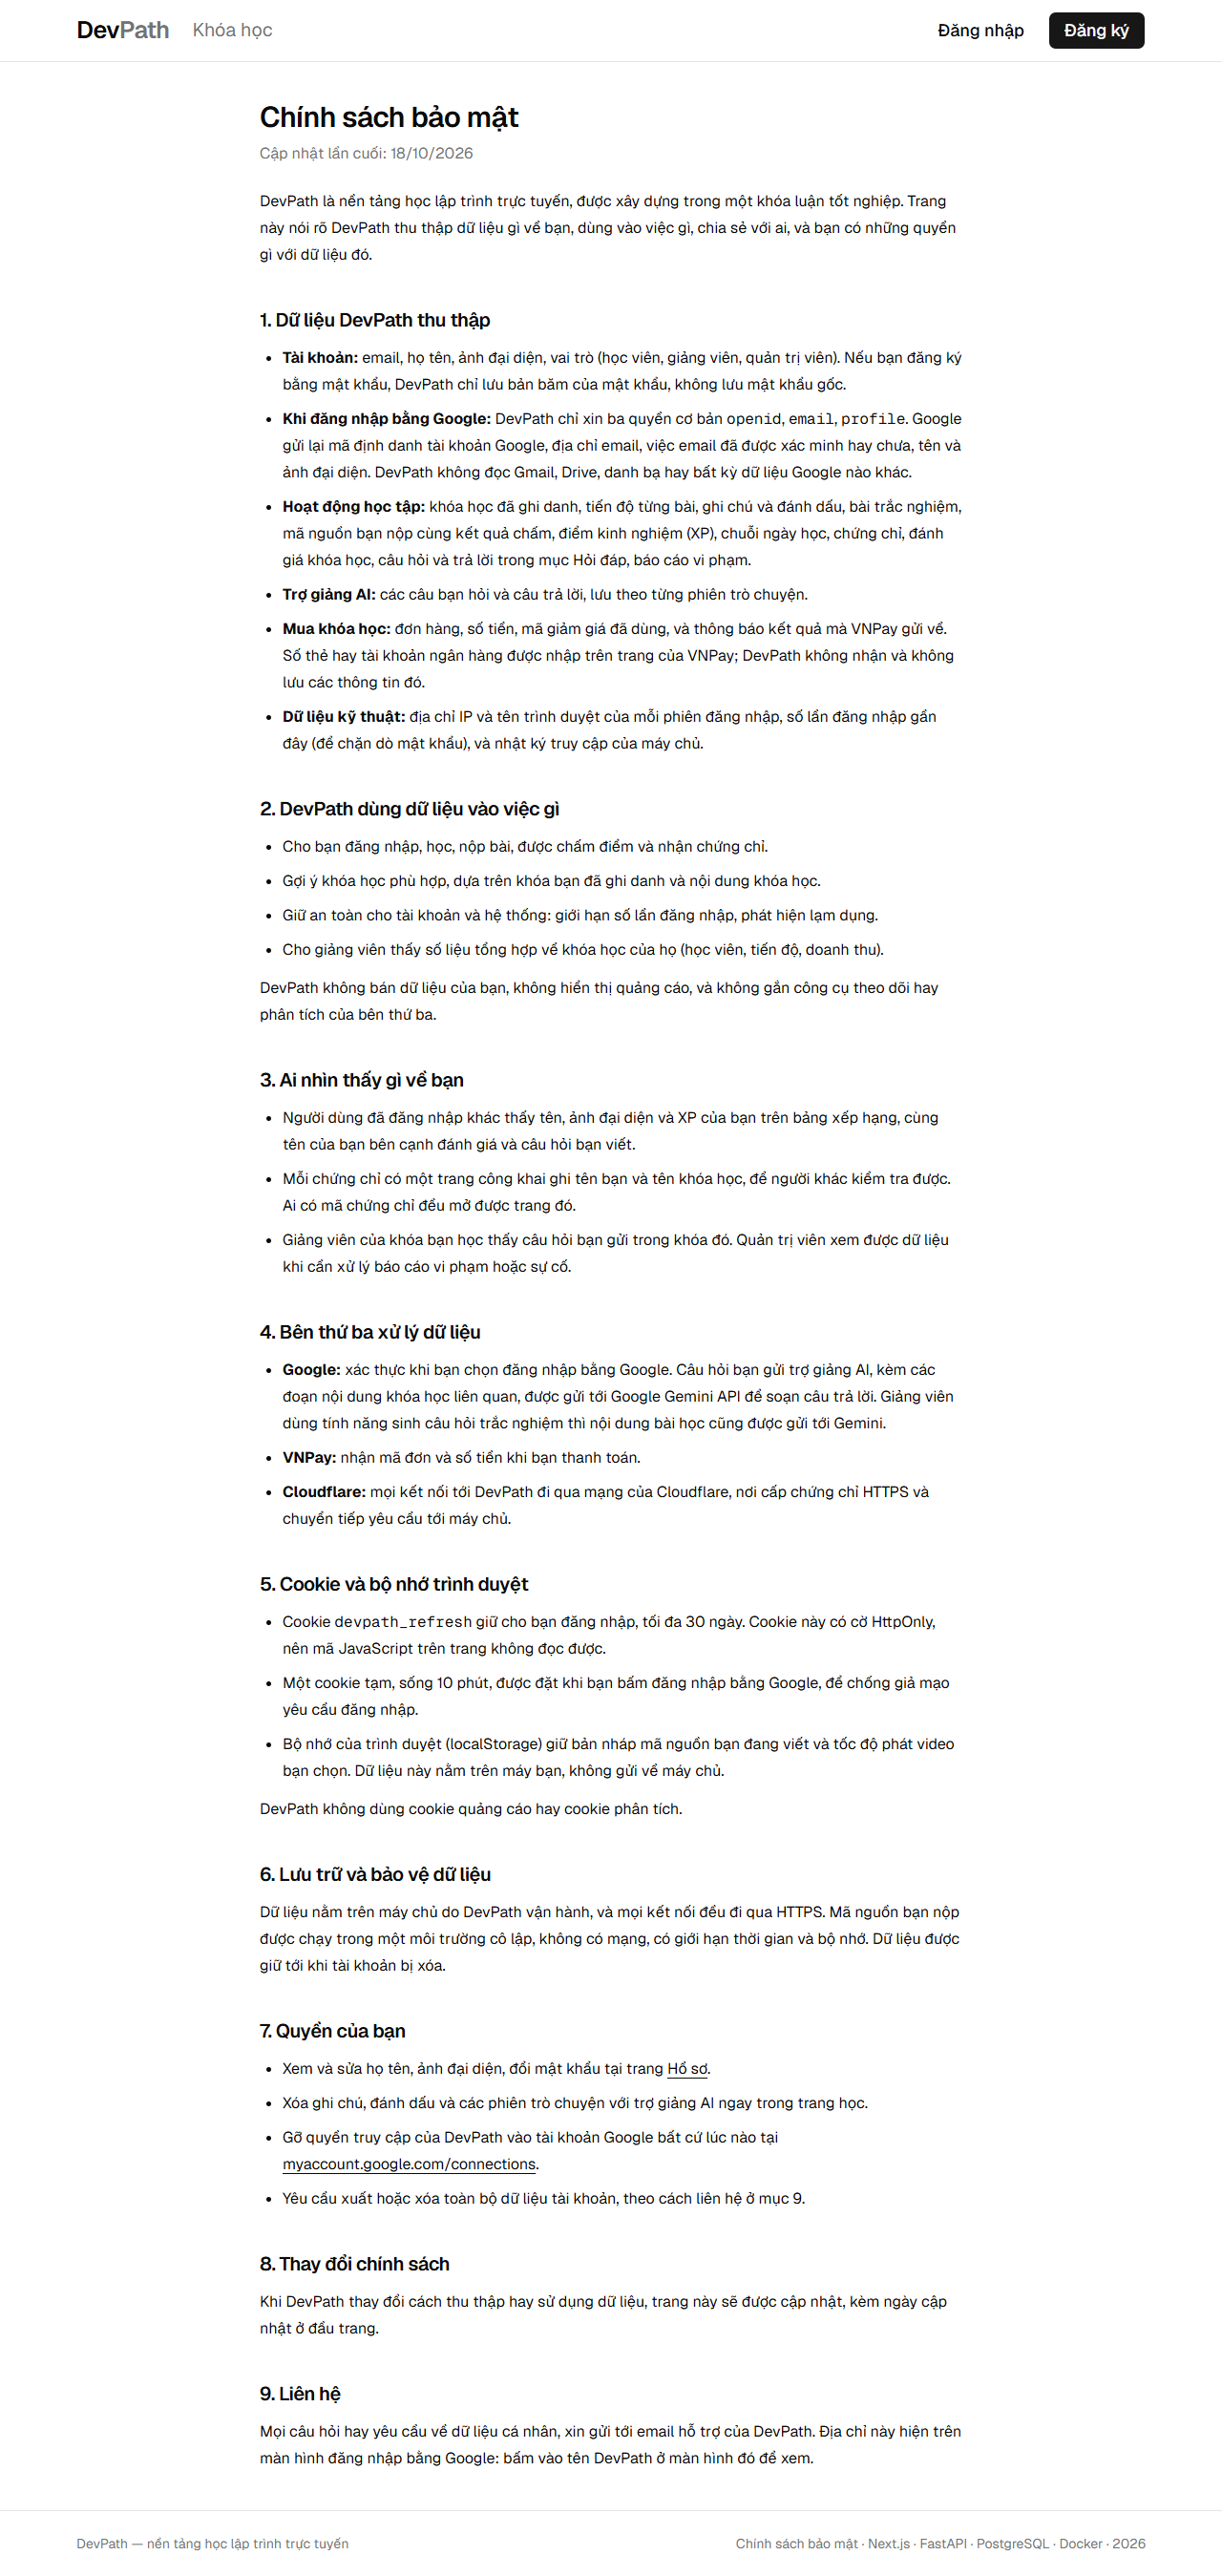 DevPath Khóa học Đăng nhập Đăng ký
Chính sách bảo mật
Cập nhật lần cuối: 18/10/2026
DevPath là nền tảng học lập trình trực tuyến, được xây dựng trong một khóa luận tốt nghiệp. Trang
này nói rõ DevPath thu thập dữ liệu gì về bạn, dùng vào việc gì, chia sẻ với ai, và bạn có những quyền
gì với dữ liệu đó.
1. Dữ liệu DevPath thu thập
• Tài khoản: email, họ tên, ảnh đại diện, vai trò (học viên, giảng viên, quản trị viên). Nếu bạn đăng ký
bằng mật khẩu, DevPath chỉ lưu bản băm của mật khẩu, không lưu mật khẩu gốc.
• Khi đăng nhập bằng Google: DevPath chỉ xin ba quyền cơ bản openid, email, profile. Google
gửi lại mã định danh tài khoản Google, địa chỉ email, việc email đã được xác minh hay chưa, tên và
ảnh đại diện. DevPath không đọc Gmail, Drive, danh bạ hay bất kỳ dữ liệu Google nào khác.
• Hoạt động học tập: khóa học đã ghi danh, tiến độ từng bài, ghi chú và đánh dấu, bài trắc nghiệm,
mã nguồn bạn nộp cùng kết quả chấm, điểm kinh nghiệm (XP), chuỗi ngày học, chứng chỉ, đánh
giá khóa học, câu hỏi và trả lời trong mục Hỏi đáp, báo cáo vi phạm.
• Trợ giảng AI: các câu bạn hỏi và câu trả lời, lưu theo từng phiên trò chuyện.
• Mua khóa học: đơn hàng, số tiền, mã giảm giá đã dùng, và thông báo kết quả mà VNPay gửi về.
Số thẻ hay tài khoản ngân hàng được nhập trên trang của VNPay; DevPath không nhận và không
lưu các thông tin đó.
• Dữ liệu kỹ thuật: địa chỉ IP và tên trình duyệt của mỗi phiên đăng nhập, số lần đăng nhập gần
đây (để chặn dò mật khẩu), và nhật ký truy cập của máy chủ.
2. DevPath dùng dữ liệu vào việc gì
• Cho bạn đăng nhập, học, nộp bài, được chấm điểm và nhận chứng chỉ.
• Gợi ý khóa học phù hợp, dựa trên khóa bạn đã ghi danh và nội dung khóa học.
• Giữ an toàn cho tài khoản và hệ thống: giới hạn số lần đăng nhập, phát hiện lạm dụng.
• Cho giảng viên thấy số liệu tổng hợp về khóa học của họ (học viên, tiến độ, doanh thu).
DevPath không bán dữ liệu của bạn, không hiển thị quảng cáo, và không gắn công cụ theo dõi hay
phân tích của bên thứ ba.
3. Ai nhìn thấy gì về bạn
• Người dùng đã đăng nhập khác thấy tên, ảnh đại diện và XP của bạn trên bảng xếp hạng, cùng
tên của bạn bên cạnh đánh giá và câu hỏi bạn viết.
• Mỗi chứng chỉ có một trang công khai ghi tên bạn và tên khóa học, để người khác kiểm tra được.
Ai có mã chứng chỉ đều mở được trang đó.
• Giảng viên của khóa bạn học thấy câu hỏi bạn gửi trong khóa đó. Quản trị viên xem được dữ liệu
khi cần xử lý báo cáo vi phạm hoặc sự cố.
4. Bên thứ ba xử lý dữ liệu
• Google: xác thực khi bạn chọn đăng nhập bằng Google. Câu hỏi bạn gửi trợ giảng AI, kèm các
đoạn nội dung khóa học liên quan, được gửi tới Google Gemini API để soạn câu trả lời. Giảng viên
dùng tính năng sinh câu hỏi trắc nghiệm thì nội dung bài học cũng được gửi tới Gemini.
• VNPay: nhận mã đơn và số tiền khi bạn thanh toán.
• Cloudflare: mọi kết nối tới DevPath đi qua mạng của Cloudflare, nơi cấp chứng chỉ HTTPS và
chuyển tiếp yêu cầu tới máy chủ.
5. Cookie và bộ nhớ trình duyệt
• Cookie devpath_refresh giữ cho bạn đăng nhập, tối đa 30 ngày. Cookie này có cờ HttpOnly,
nên mã JavaScript trên trang không đọc được.
• Một cookie tạm, sống 10 phút, được đặt khi bạn bấm đăng nhập bằng Google, để chống giả mạo
yêu cầu đăng nhập.
• Bộ nhớ của trình duyệt (localStorage) giữ bản nháp mã nguồn bạn đang viết và tốc độ phát video
bạn chọn. Dữ liệu này nằm trên máy bạn, không gửi về máy chủ.
DevPath không dùng cookie quảng cáo hay cookie phân tích.
6. Lưu trữ và bảo vệ dữ liệu
Dữ liệu nằm trên máy chủ do DevPath vận hành, và mọi kết nối đều đi qua HTTPS. Mã nguồn bạn nộp
được chạy trong một môi trường cô lập, không có mạng, có giới hạn thời gian và bộ nhớ. Dữ liệu được
giữ tới khi tài khoản bị xóa.
7. Quyền của bạn
• Xem và sửa họ tên, ảnh đại diện, đổi mật khẩu tại trang Hồ sơ.
• Xóa ghi chú, đánh dấu và các phiên trò chuyện với trợ giảng AI ngay trong trang học.
• Gỡ quyền truy cập của DevPath vào tài khoản Google bất cứ lúc nào tại
myaccount.google.com/connections.
• Yêu cầu xuất hoặc xóa toàn bộ dữ liệu tài khoản, theo cách liên hệ ở mục 9.
8. Thay đổi chính sách
Khi DevPath thay đổi cách thu thập hay sử dụng dữ liệu, trang này sẽ được cập nhật, kèm ngày cập
nhật ở đầu trang.
9. Liên hệ
Mọi câu hỏi hay yêu cầu về dữ liệu cá nhân, xin gửi tới email hỗ trợ của DevPath. Địa chỉ này hiện trên
màn hình đăng nhập bằng Google: bấm vào tên DevPath ở màn hình đó để xem.
DevPath — nền tảng học lập trình trực tuyến Chính sách bảo mật · Next.js · FastAPI · PostgreSQL · Docker · 2026